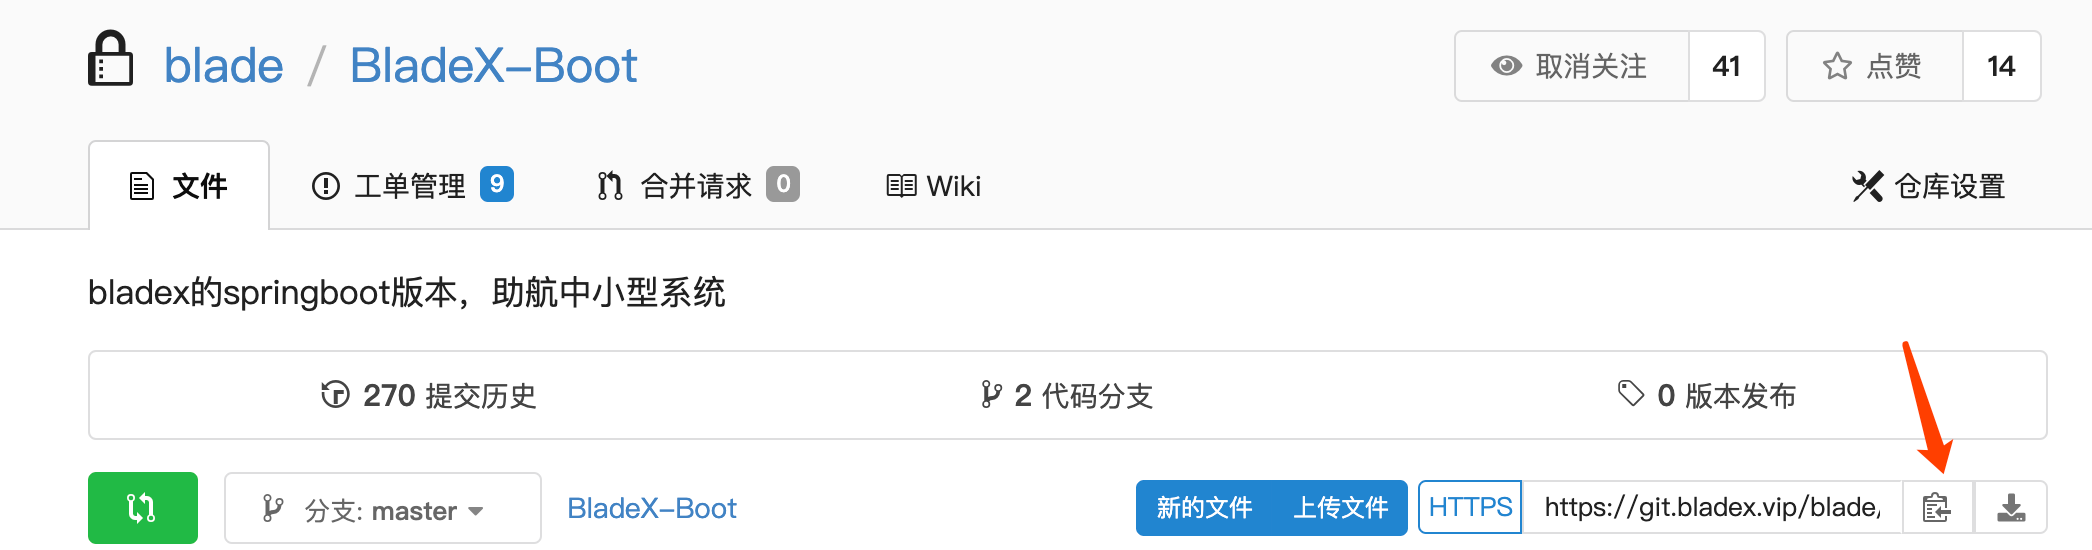 blade / BladeX-Boot 取消关注 41 点赞 14
文件 工单管理 9 合并请求 0 Wiki 仓库设置
bladex的springboot版本，助航中小型系统
270 提交历史 2 代码分支 0 版本发布
分支: master BladeX-Boot 新的文件 上传文件 HTTPS https://git.bladex.vip/blade/